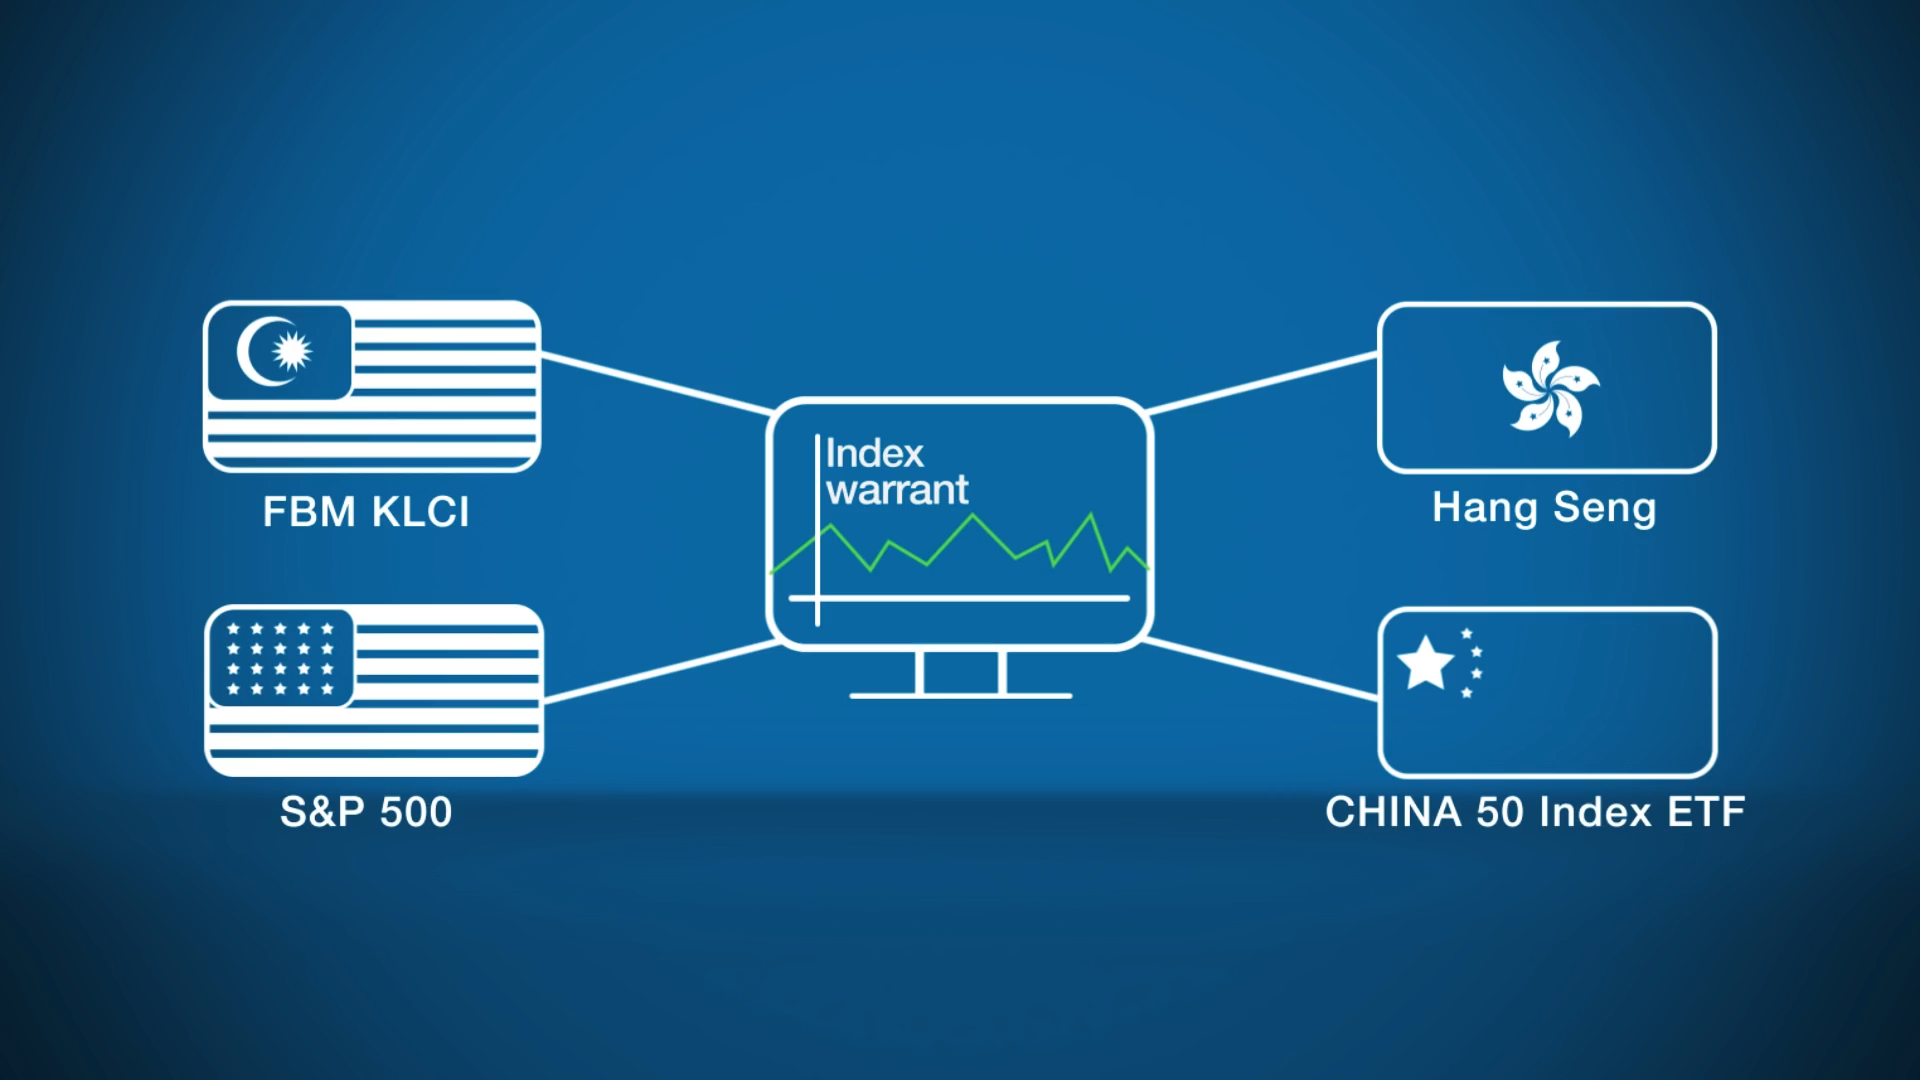 FBM KLCI
Index
warrant
Hang Seng
S&P 500
CHINA 50 Index ETF